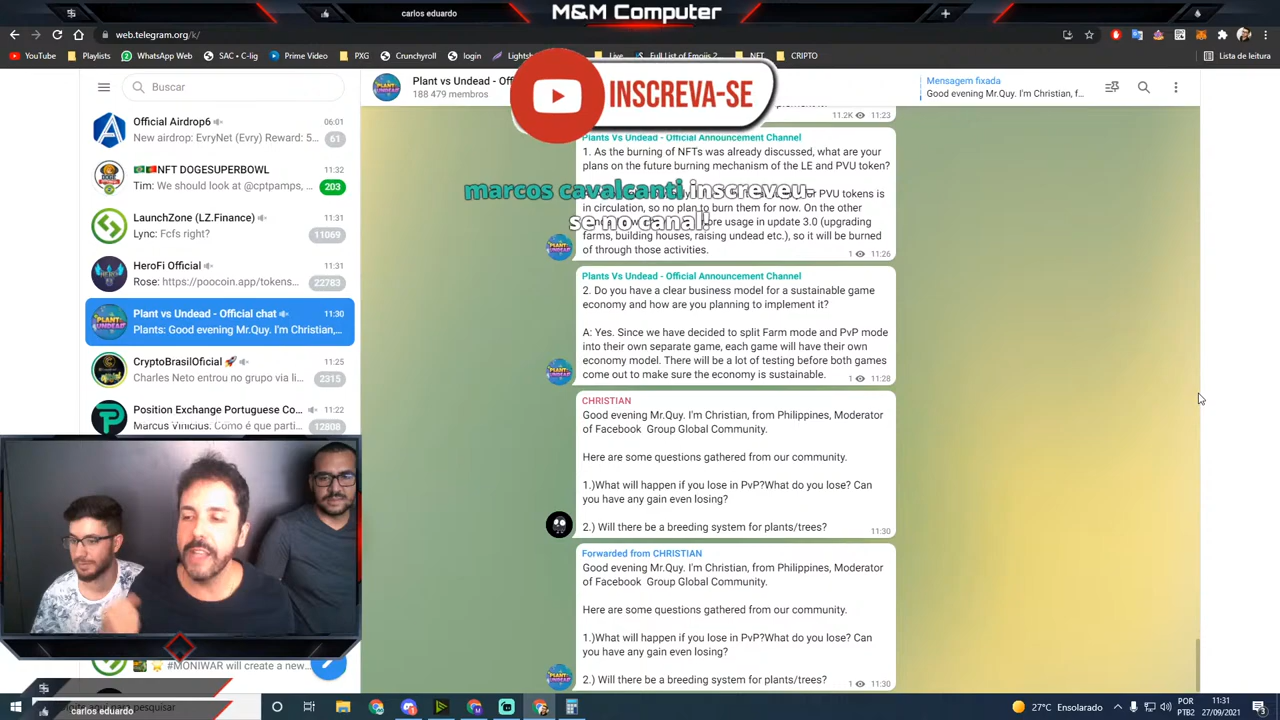 carlos eduardo
M&M Computer
web.telegram.org/k/
YouTube
Playlists
WhatsApp Web
SAC + C-lig
Prime Video
PGX
Crunchyroll
login
Lightsh
Live
Full List of Emojis
NFT
CRIPTO
Lista de leitura
Buscar
Plant vs Undead - Of
188 479 membros
Mensagem fixada
Good evening Mr.Quy. I'm Christian, f...
INSCREVA-SE
marcos cavalcanti inscreveu-
se no canal!
Official Airdrop6
06:01
New airdrop: EvryNet (Evry) Reward: 5...
61
NFT DOGESUPERBOWL
11:32
Tim: We should look at @cptpamps, ...
203
LaunchZone (LZ.Finance)
11:31
Lync: Fcfs right?
11069
HeroFi Official
11:31
Rose: https://poocoin.app/tokens...
22783
Plant vs Undead - Official chat
11:30
Plants: Good evening Mr.Quy. I'm Christian,...
CryptoBrasilOficial
11:25
Charles Neto entrou no grupo via li...
2315
Position Exchange Portuguese Co...
11:22
Marcus Vinicius: Como é que parti...
12808
#MONIWAR will create a new...
11.2K 11:23
Plants Vs Undead - Official Announcement Channel
1. As the burning of NFTs was already discussed, what are your
plans on the future burning mechanism of the LE and PVU token?
PVU tokens is
in circulation, so no plan to burn them for now. On the other
ore usage in update 3.0 (upgrading
farms, building houses, raising undead etc.), so it will be burned
of through those activities.
1 11:26
Plants Vs Undead - Official Announcement Channel
2. Do you have a clear business model for a sustainable game
economy and how are you planning to implement it?
A: Yes. Since we have decided to split Farm mode and PvP mode
into their own separate game, each game will have their own
economy model. There will be a lot of testing before both games
come out to make sure the economy is sustainable.
1 11:28
CHRISTIAN
Good evening Mr.Quy. I'm Christian, from Philippines, Moderator
of Facebook Group Global Community.
Here are some questions gathered from our community.
1.)What will happen if you lose in PvP?What do you lose? Can
you have any gain even losing?
2.) Will there be a breeding system for plants/trees?
11:30
Forwarded from CHRISTIAN
Good evening Mr.Quy. I'm Christian, from Philippines, Moderator
of Facebook Group Global Community.
Here are some questions gathered from our community.
1.)What will happen if you lose in PvP?What do you lose? Can
you have any gain even losing?
2.) Will there be a breeding system for plants/trees?
1 11:30
carlos eduardo
aqui para pesquisar
27°C Ensolarado
POR
PTB2
11:31
27/09/2021